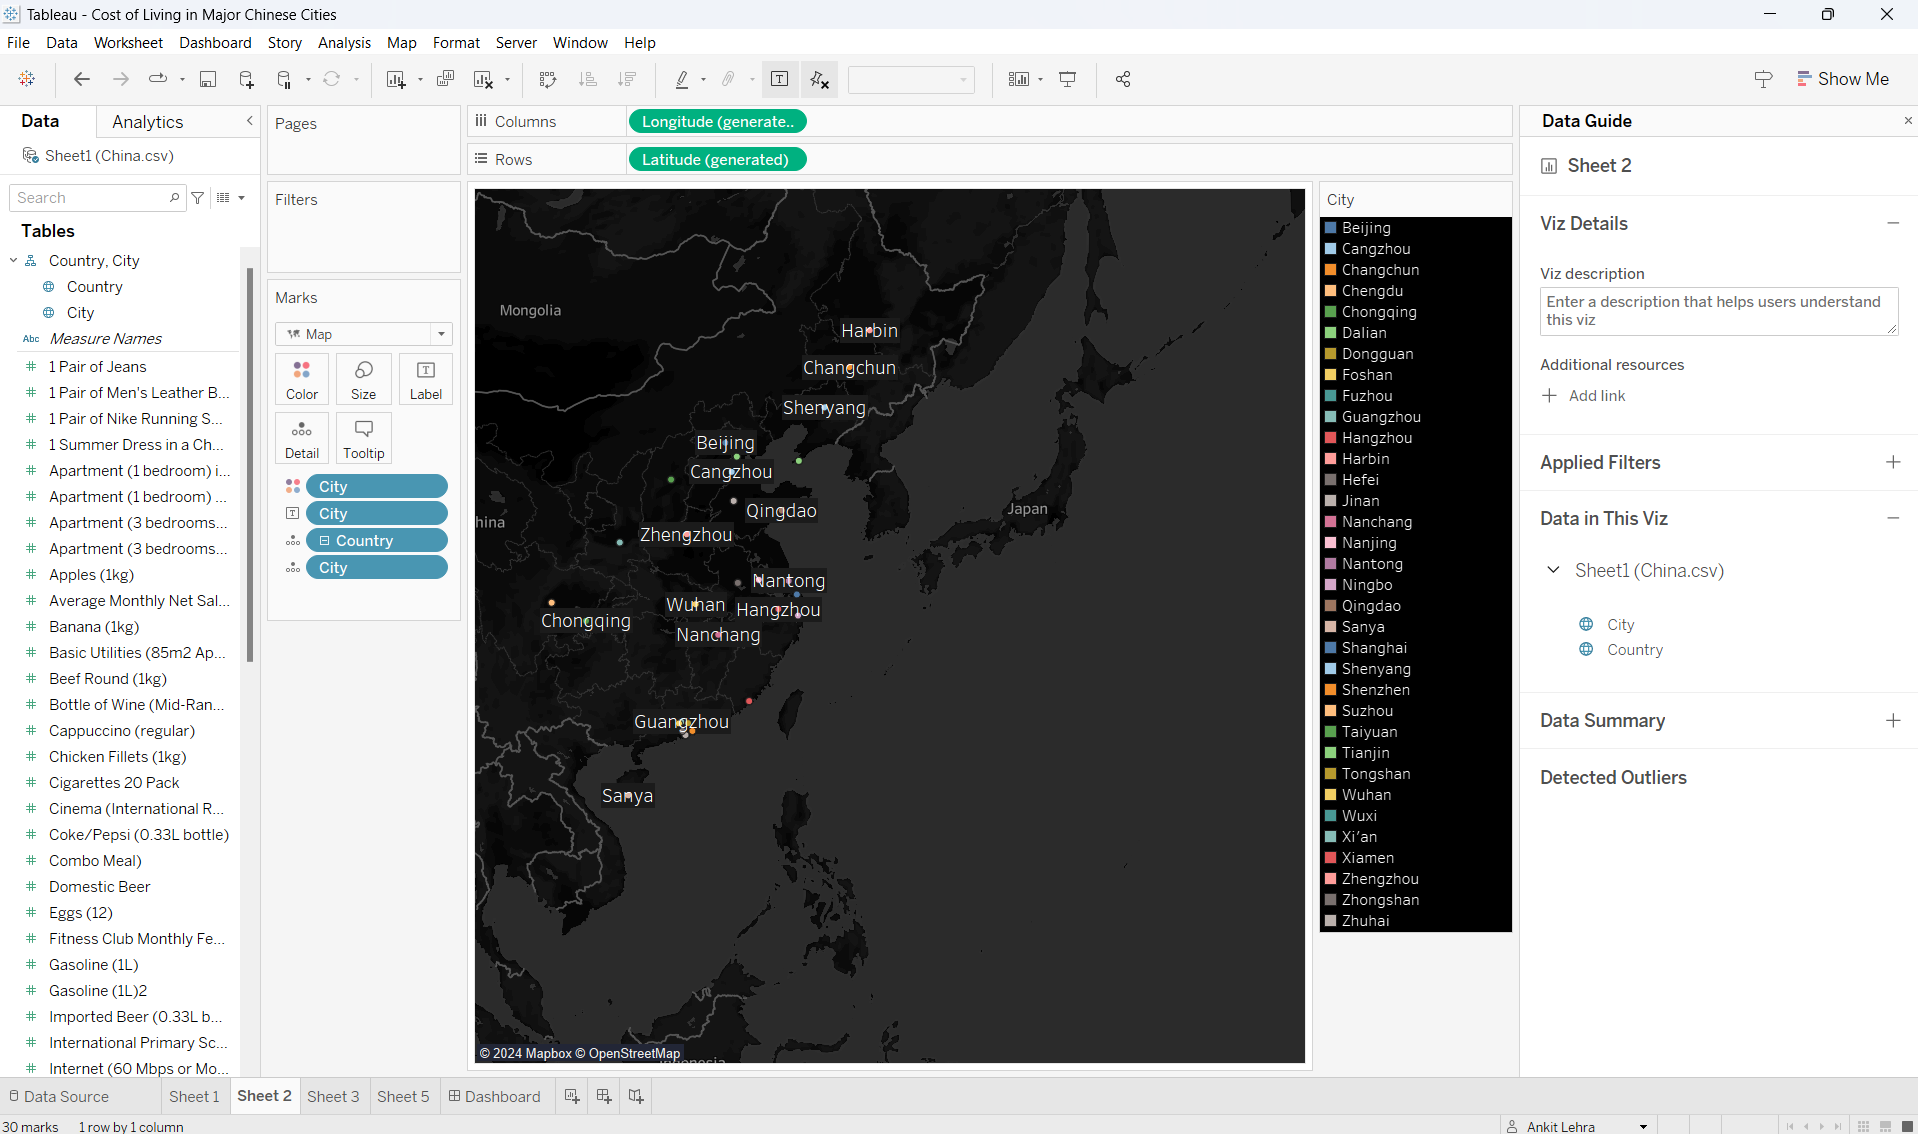 Tableau - Cost of Living in Major Chinese Cities
File Data Worksheet Dashboard Story Analysis Map Format Server Window Help
Show Me
Data Analytics
Sheet1 (China.csv)
Search
Tables
Country, City
Country
City
Abc Measure Names
1 Pair of Jeans
1 Pair of Men's Leather B...
1 Pair of Nike Running S...
1 Summer Dress in a Ch...
Apartment (1 bedroom) i...
Apartment (1 bedroom) ...
Apartment (3 bedrooms...
Apartment (3 bedrooms...
Apples (1kg)
Average Monthly Net Sal...
Banana (1kg)
Basic Utilities (85m2 Ap...
Beef Round (1kg)
Bottle of Wine (Mid-Ran...
Cappuccino (regular)
Chicken Fillets (1kg)
Cigarettes 20 Pack
Cinema (International R...
Coke/Pepsi (0.33L bottle)
Combo Meal)
Domestic Beer
Eggs (12)
Fitness Club Monthly Fe...
Gasoline (1L)
Gasoline (1L)2
Imported Beer (0.33L b...
International Primary Sc...
Internet (60 Mbps or Mo...
Pages
Filters
Marks
Map
Color Size Label
Detail Tooltip
City
City
Country
City
Columns Longitude (generate..
Rows Latitude (generated)
Mongolia
Harbin
Changchun
Shenyang
Beijing
Cangzhou
Qingdao
Japan
hina
Zhengzhou
Nantong
Wuhan
Hangzhou
Chongqing
Nanchang
Guangzhou
Sanya
Indonesia
© 2024 Mapbox © OpenStreetMap
City
Beijing
Cangzhou
Changchun
Chengdu
Chongqing
Dalian
Dongguan
Foshan
Fuzhou
Guangzhou
Hangzhou
Harbin
Hefei
Jinan
Nanchang
Nanjing
Nantong
Ningbo
Qingdao
Sanya
Shanghai
Shenyang
Shenzhen
Suzhou
Taiyuan
Tianjin
Tongshan
Wuhan
Wuxi
Xi'an
Xiamen
Zhengzhou
Zhongshan
Zhuhai
Data Guide
Sheet 2
Viz Details
Viz description
Enter a description that helps users understand
this viz
Additional resources
Add link
Applied Filters
Data in This Viz
Sheet1 (China.csv)
City
Country
Data Summary
Detected Outliers
Data Source Sheet 1 Sheet 2 Sheet 3 Sheet 5 Dashboard
30 marks 1 row by 1 column
Ankit Lehra